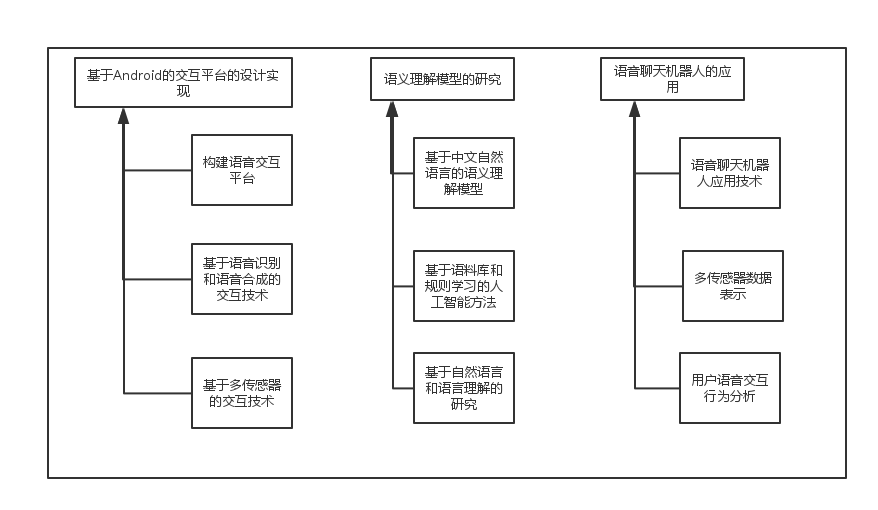 基于Android的交互平台的设计实
现
构建语音交互
平台
基于语音识别
和语音合成的
交互技术
基于多传感器
的交互技术
语义理解模型的研究
基于中文自然
语言的语义理
解模型
基于语料库和
规则学习的人
工智能方法
基于自然语言
和语言理解的
研究
语音聊天机器人的应
用
语音聊天机器
人应用技术
多传感器数据
表示
用户语音交互
行为分析